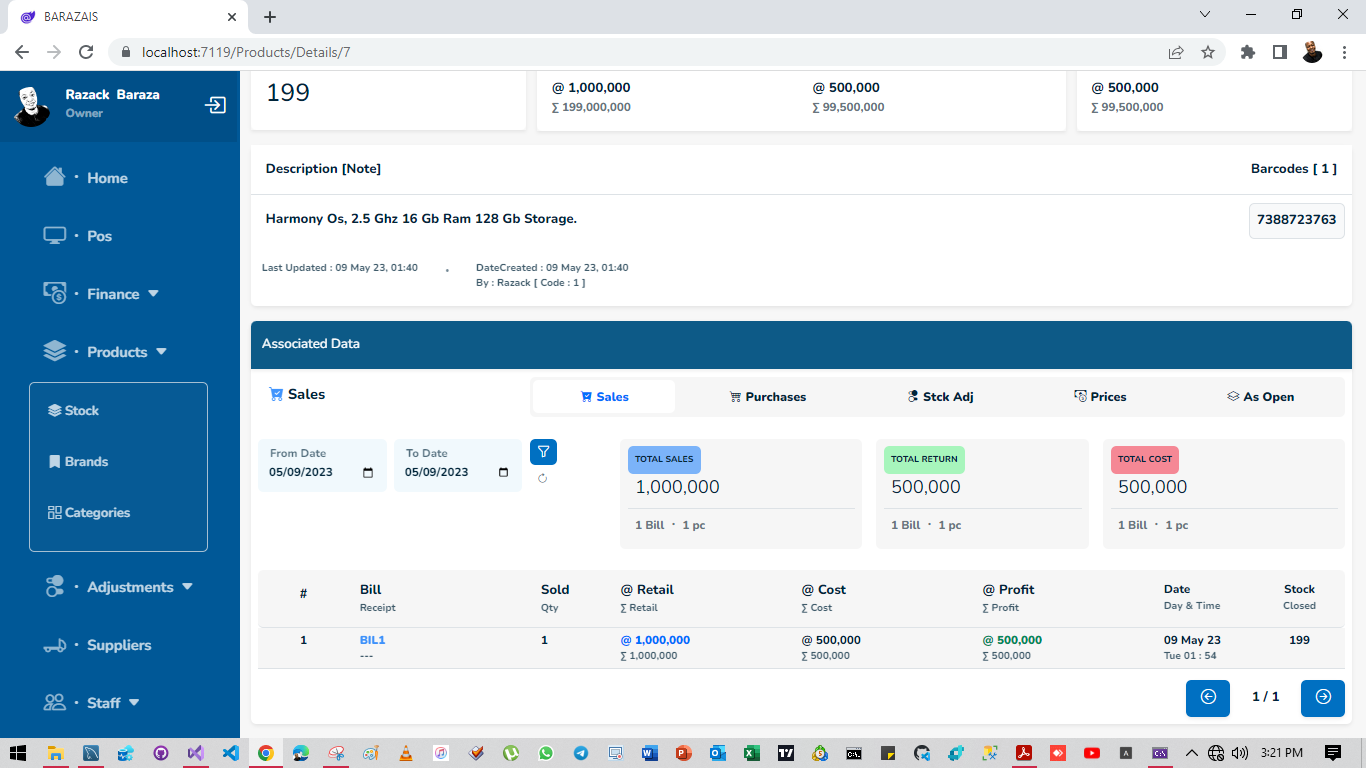 BARAZAIS
localhost:7119/Products/Details/7
Razack Baraza
Owner
Home
Pos
Finance
Products
Stock
Brands
Categories
Adjustments
Suppliers
Staff
199
@ 1,000,000
∑ 199,000,000
@ 500,000
∑ 99,500,000
@ 500,000
∑ 99,500,000
Description [Note]
Barcodes [ 1 ]
Harmony Os, 2.5 Ghz 16 Gb Ram 128 Gb Storage.
7388723763
Last Updated : 09 May 23, 01:40
DateCreated : 09 May 23, 01:40
By : Razack [ Code : 1 ]
Associated Data
Sales
Sales
Purchases
Stck Adj
Prices
As Open
From Date
05/09/2023
To Date
05/09/2023
TOTAL SALES
1,000,000
1 Bill · 1 pc
TOTAL RETURN
500,000
1 Bill · 1 pc
TOTAL COST
500,000
1 Bill · 1 pc
# Bill Sold @ Retail @ Cost @ Profit Date Stock
Receipt Qty ∑ Retail ∑ Cost ∑ Profit Day & Time Closed
1 BIL1 1 @ 1,000,000 @ 500,000 @ 500,000 09 May 23 199
--- ∑ 1,000,000 ∑ 500,000 ∑ 500,000 Tue 01 : 54
1 / 1
3:21 PM